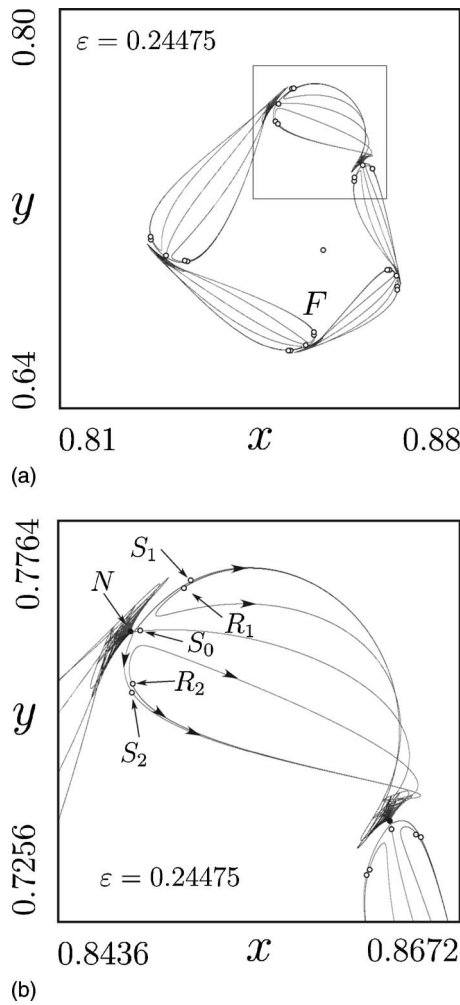 0.80
ε = 0.24475
y
F
0.64
0.81
x
0.88
(a)
0.7764
S1
N
R1
S0
R2
y
S2
0.7256
ε = 0.24475
0.8436
x
0.8672
(b)